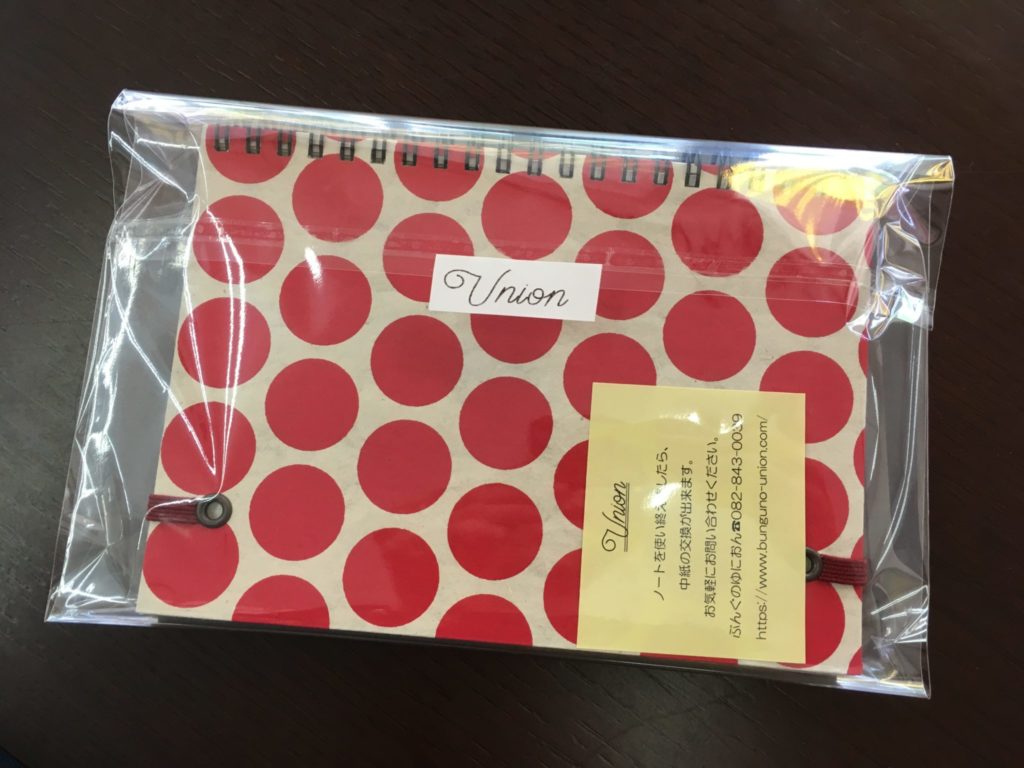 Union
Union
ノートを使い終えましたら、
中紙の交換が出来ます。
お気軽にお問い合わせください。
ぶんぐのゆにおん☎082-843-0039
https://www.bunguno-union.com/